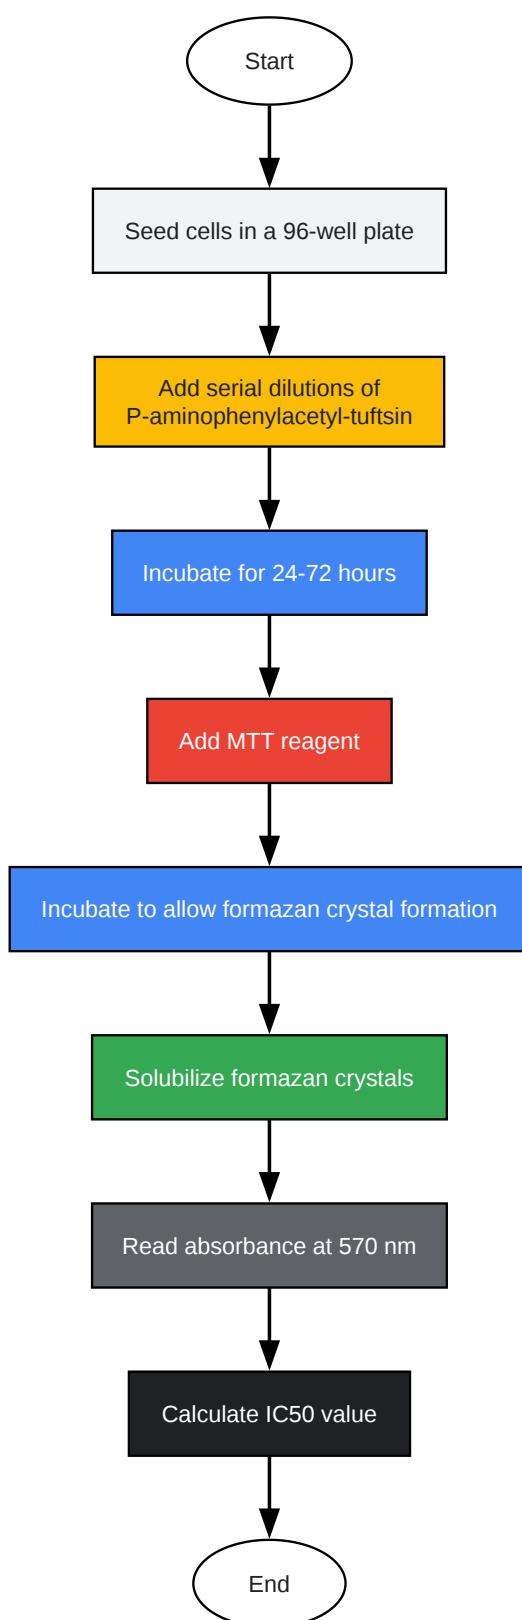 Start
Seed cells in a 96-well plate
Add serial dilutions of
P-aminophenylacetyl-tuftsin
Incubate for 24-72 hours
Add MTT reagent
Incubate to allow formazan crystal formation
Solubilize formazan crystals
Read absorbance at 570 nm
Calculate IC50 value
End